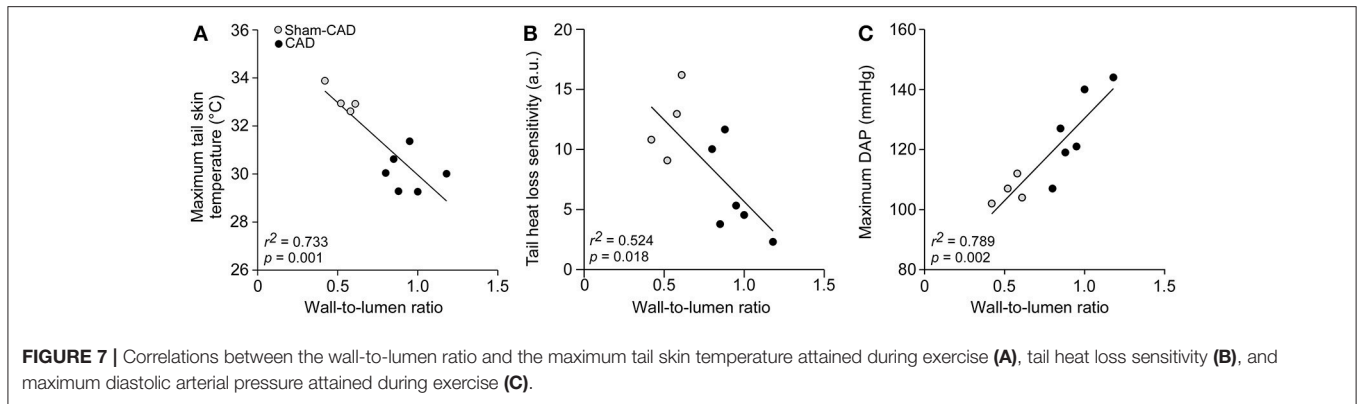 A
Sham-CAD
CAD
Maximum tail skin
temperature (°C)
36
34
32
30
28
26
r2 = 0.733
p = 0.001
0
0.5
1.0
1.5
Wall-to-lumen ratio
B
Tail heat loss sensitivity (a.u.)
20
15
10
5
0
r2 = 0.524
p = 0.018
0
0.5
1.0
1.5
Wall-to-lumen ratio
C
Maximum DAP (mmHg)
160
140
120
100
80
r2 = 0.789
p = 0.002
0
0.5
1.0
1.5
Wall-to-lumen ratio
FIGURE 7 | Correlations between the wall-to-lumen ratio and the maximum tail skin temperature attained during exercise (A), tail heat loss sensitivity (B), and
maximum diastolic arterial pressure attained during exercise (C).